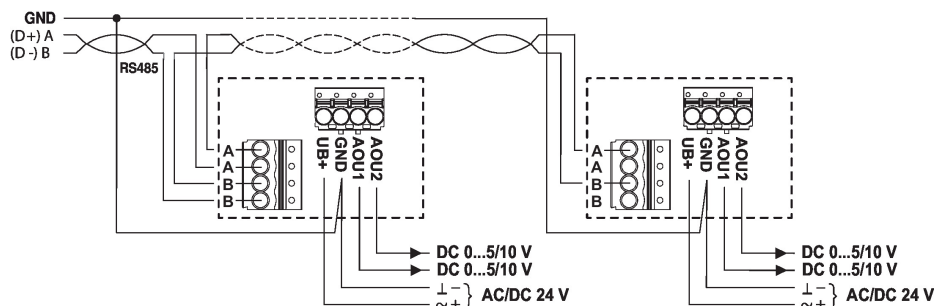 GND
(D+) A
(D -) B
RS485
A
A
B
B
UB+
GND
AOU1
AOU2
DC 0...5/10 V
DC 0...5/10 V
⊥ –
≂ + } AC/DC 24 V
A
A
B
B
UB+
GND
AOU1
AOU2
DC 0...5/10 V
DC 0...5/10 V
⊥ –
≂ + } AC/DC 24 V